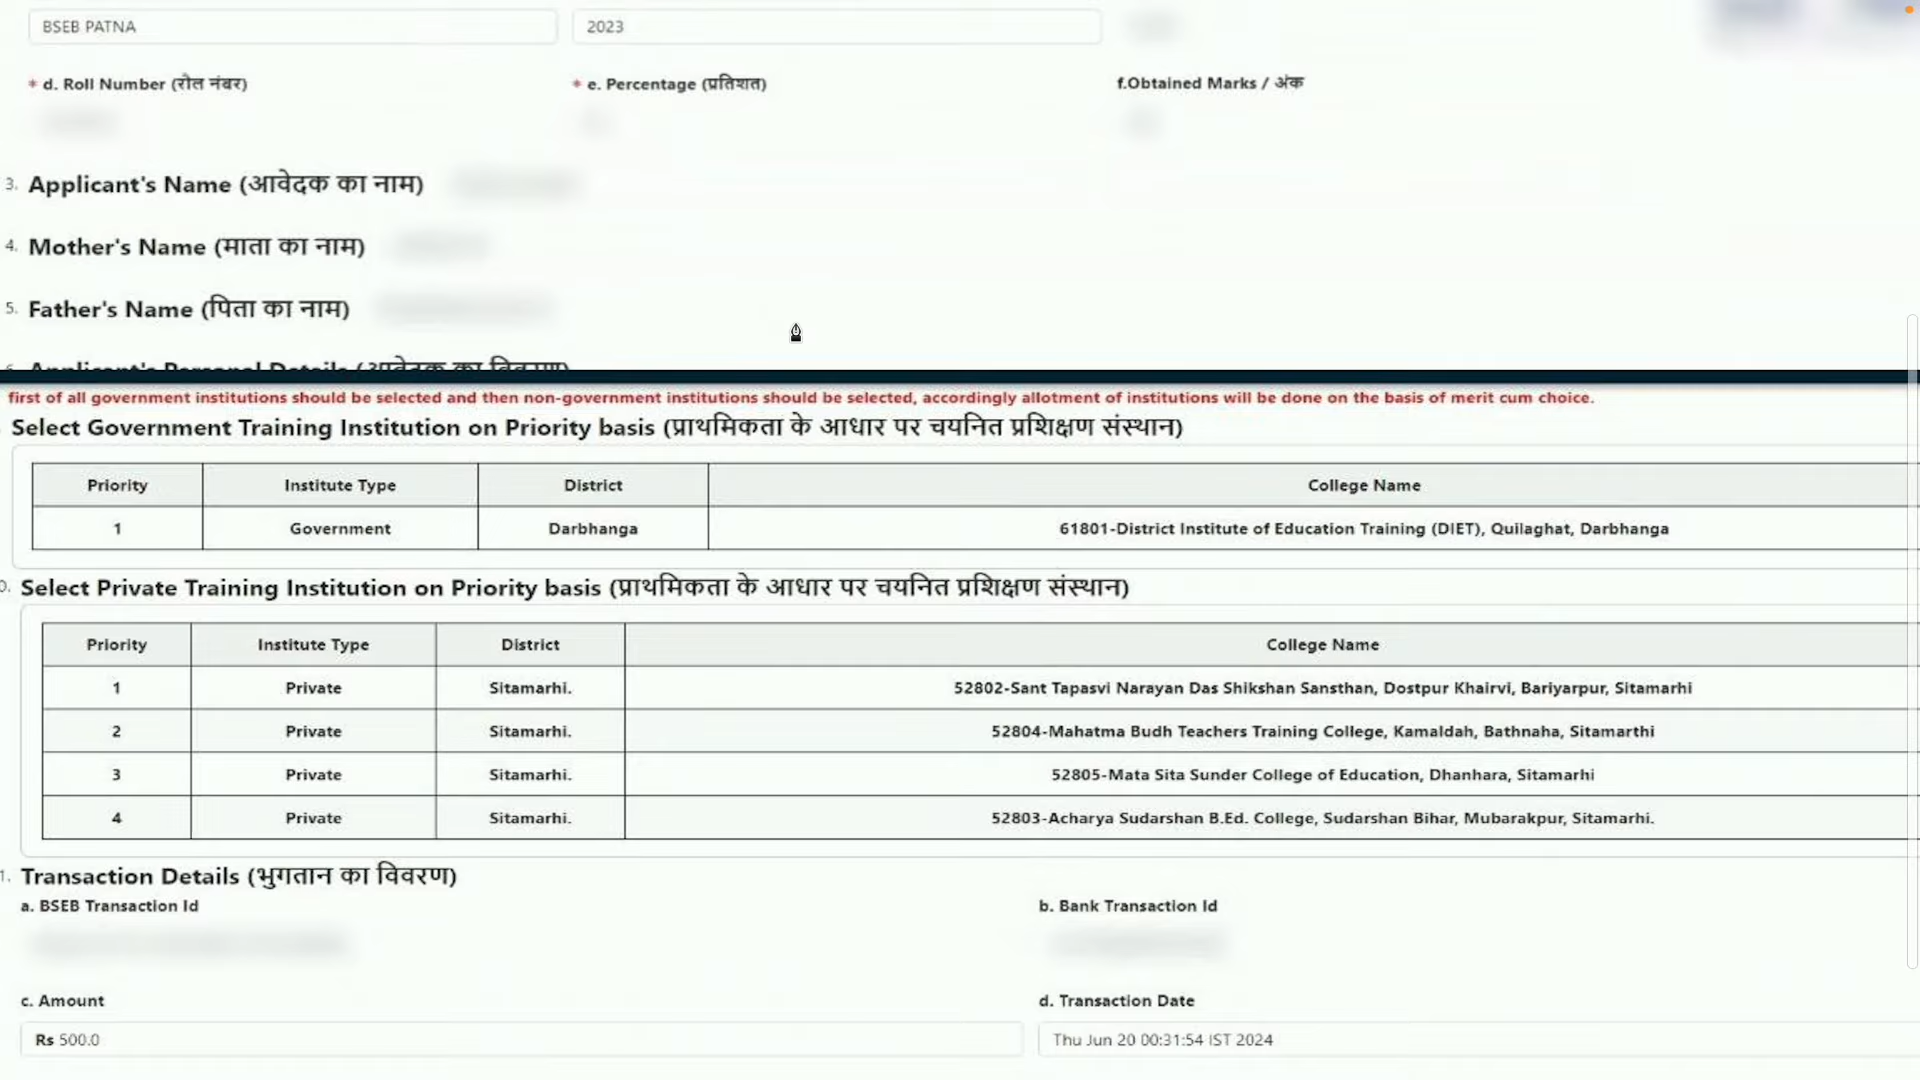 BSEB PATNA 2023
* d. Roll Number (रोल नंबर) * e. Percentage (प्रतिशत) f.Obtained Marks / अंक
3. Applicant's Name (आवेदक का नाम)
4. Mother's Name (माता का नाम)
5. Father's Name (पिता का नाम)
Applicant's Personal Details (आवेदक का विवरण)
first of all government institutions should be selected and then non-government institutions should be selected, accordingly allotment of institutions will be done on the basis of merit cum choice.
Select Government Training Institution on Priority basis (प्राथमिकता के आधार पर चयनित प्रशिक्षण संस्थान)
Priority Institute Type District College Name
1 Government Darbhanga 61801-District Institute of Education Training (DIET), Quilaghat, Darbhanga
Select Private Training Institution on Priority basis (प्राथमिकता के आधार पर चयनित प्रशिक्षण संस्थान)
Priority Institute Type District College Name
1 Private Sitamarhi. 52802-Sant Tapasvi Narayan Das Shikshan Sansthan, Dostpur Khairvi, Bariyarpur, Sitamarhi
2 Private Sitamarhi. 52804-Mahatma Budh Teachers Training College, Kamaldah, Bathnaha, Sitamarthi
3 Private Sitamarhi. 52805-Mata Sita Sunder College of Education, Dhanhara, Sitamarhi
4 Private Sitamarhi. 52803-Acharya Sudarshan B.Ed. College, Sudarshan Bihar, Mubarakpur, Sitamarhi.
Transaction Details (भुगतान का विवरण)
a. BSEB Transaction Id b. Bank Transaction Id
c. Amount d. Transaction Date
Rs 500.0 Thu Jun 20 00:31:54 IST 2024